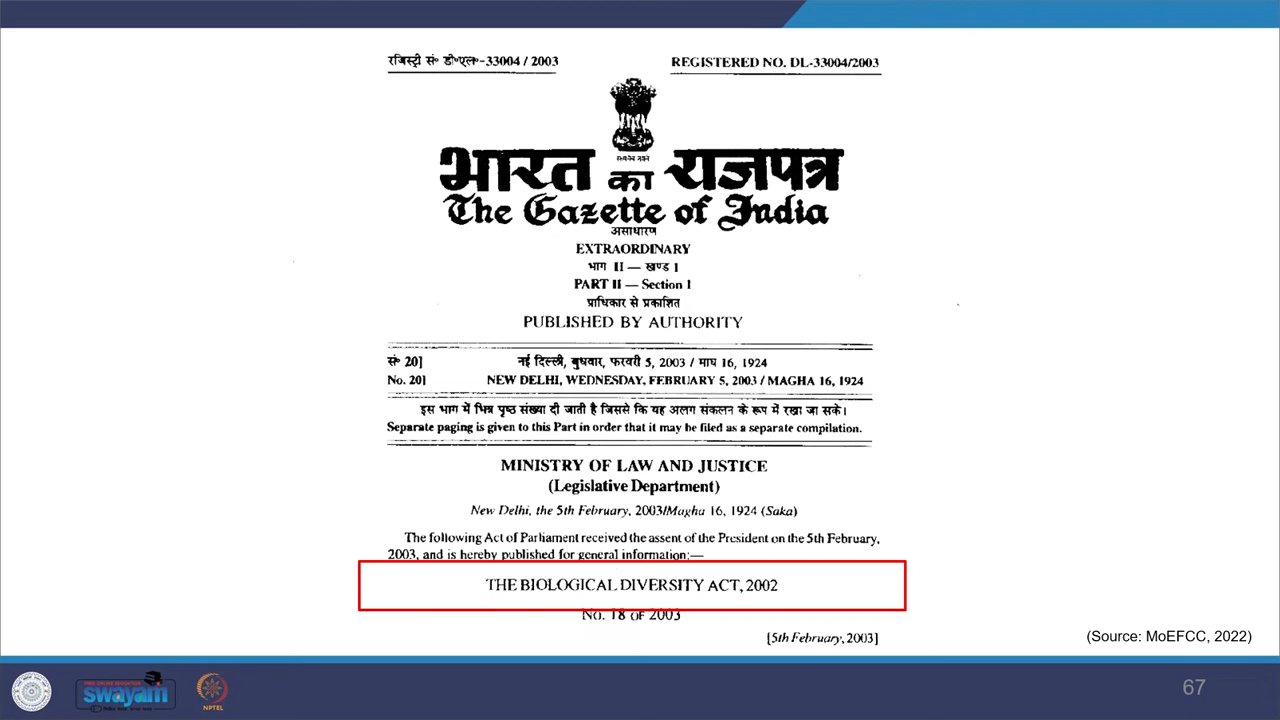 रजिस्ट्री सं॰ डी॰एल॰-33004 / 2003
REGISTERED NO. DL-33004/2003
सत्यमेव जयते
भारत का राजपत्र
The Gazette of India
असाधारण
EXTRAORDINARY
भाग II — खण्ड 1
PART II — Section 1
प्राधिकार से प्रकाशित
PUBLISHED BY AUTHORITY
सं॰ 20]
नई दिल्ली, बुधवार, फरवरी 5, 2003 / माघ 16, 1924
No. 20]
NEW DELHI, WEDNESDAY, FEBRUARY 5, 2003 / MAGHA 16, 1924
इस भाग में भिन्न पृष्ठ संख्या दी जाती है जिससे कि यह अलग संकलन के रूप में रखा जा सके।
Separate paging is given to this Part in order that it may be filed as a separate compilation.
MINISTRY OF LAW AND JUSTICE
(Legislative Department)
New Delhi, the 5th February, 2003/Magha 16, 1924 (Saka)
The following Act of Parliament received the assent of the President on the 5th February,
2003, and is hereby published for general information:—
THE BIOLOGICAL DIVERSITY ACT, 2002
NO. 18 OF 2003
[5th February, 2003]
(Source: MoEFCC, 2022)
swayam
NPTEL
67